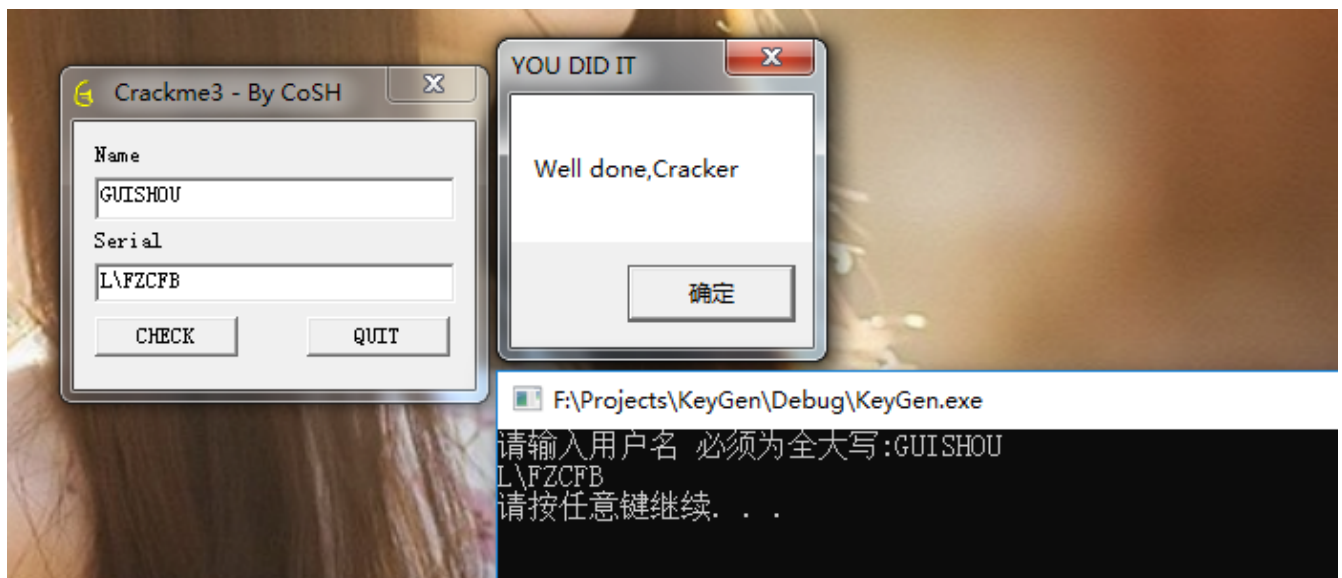 Crackme3 - By CoSH
Name
GUISHOU
Serial
L\FZCFB
CHECK
QUIT
YOU DID IT
Well done,Cracker
确定
F:\Projects\KeyGen\Debug\KeyGen.exe
请输入用户名 必须为全大写:GUISHOU
L\FZCFB
请按任意键继续. . .